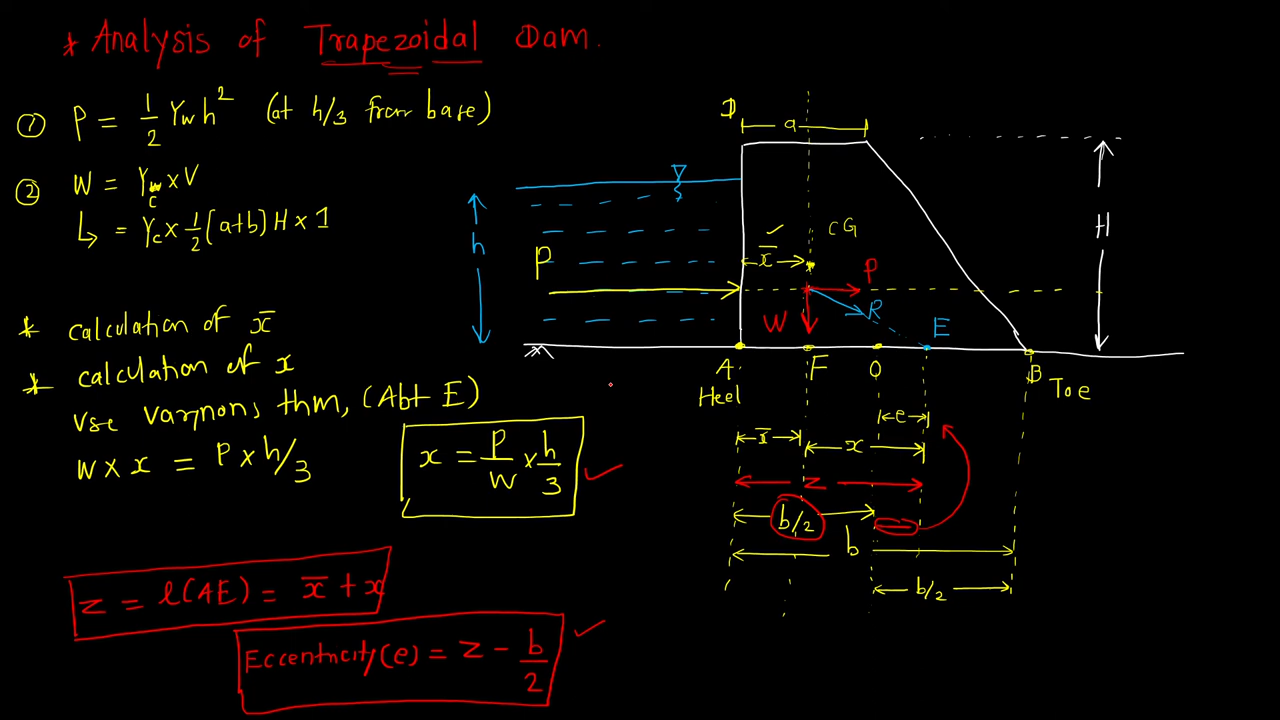 * Analysis of Trapezoidal Dam.
① P = 1/2 γw h² (at h/3 from base)
② W = γc × V
↳ = γc × 1/2 (a+b) H × 1
* calculation of x̄
* calculation of x
Use Varignons thm, (Abt E)
W × x = P × h/3
x = P/W × h/3
z = l(AE) = x̄ + x
Eccentricity (e) = z - b/2
D
a
h
P
x̄
CG
P
R
W
E
H
A
F
O
B
Heel
Toe
e
x̄
x
z
b/2
b
b/2